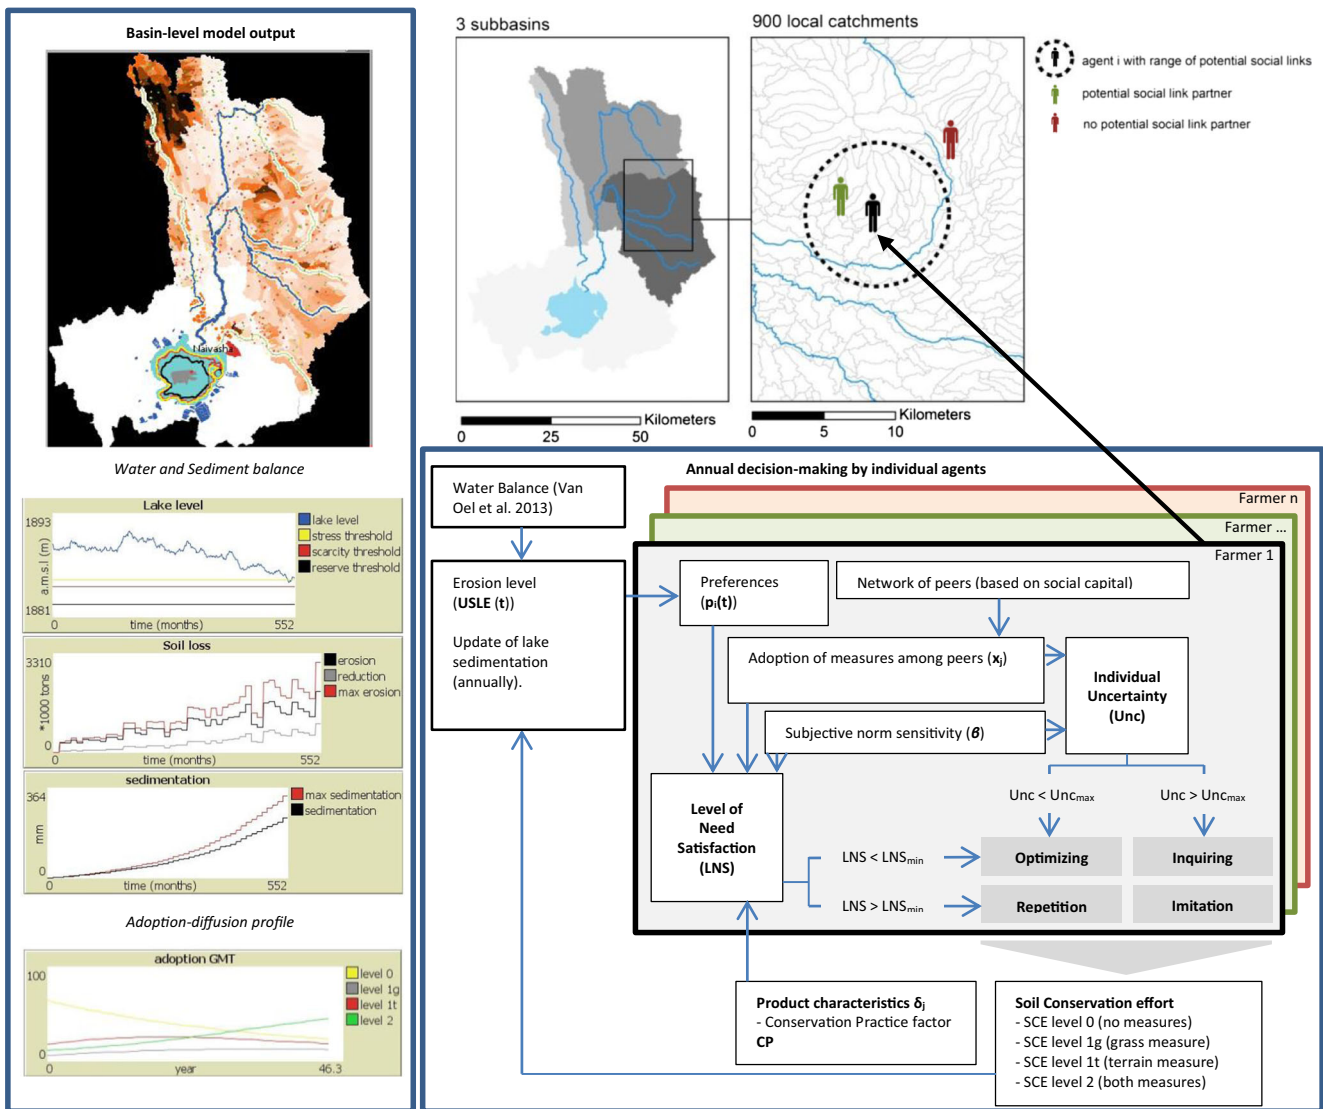 Basin-level model output
Naivasha
Water and Sediment balance
Lake level
1893
a.m.s.l (m)
1881
0
time (months)
552
lake level
stress threshold
scarcity threshold
reserve threshold
Soil loss
3310
*1000 tons
0
0
time (months)
552
erosion
reduction
max erosion
sedimentation
364
mm
0
0
time (months)
552
max sedimentation
sedimentation
Adoption-diffusion profile
adoption GMT
100
0
0
year
46.3
level 0
level 1g
level 1t
level 2
3 subbasins
Kilometers
0
25
50
900 local catchments
Kilometers
0
5
10
agent i with range of potential social links
potential social link partner
no potential social link partner
Annual decision-making by individual agents
Water Balance (Van
Oel et al. 2013)
Erosion level
(USLE (t))
Update of lake
sedimentation
(annually).
Farmer n
Farmer ...
Farmer 1
Preferences
(pᵢ(t))
Network of peers (based on social capital)
Adoption of measures among peers (xⱼ)
Subjective norm sensitivity (β)
Individual
Uncertainty
(Unc)
Level of
Need
Satisfaction
(LNS)
Unc < Uncmax
Unc > Uncmax
LNS < LNSmin
LNS > LNSmin
Optimizing
Inquiring
Repetition
Imitation
Product characteristics δⱼ
- Conservation Practice factor
CP
Soil Conservation effort
- SCE level 0 (no measures)
- SCE level 1g (grass measure)
- SCE level 1t (terrain measure)
- SCE level 2 (both measures)